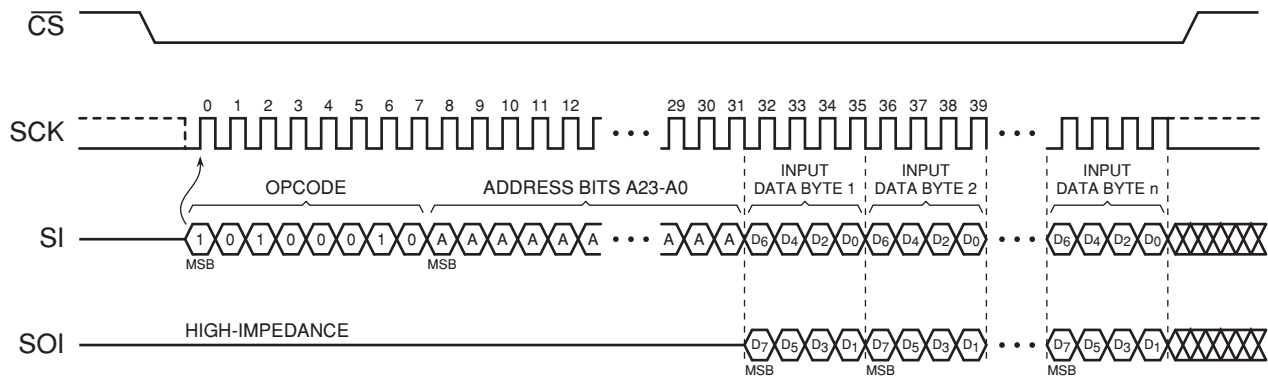 CS
0 1 2 3 4 5 6 7 8 9 10 11 12 29 30 31 32 33 34 35 36 37 38 39
SCK
OPCODE
ADDRESS BITS A23-A0
INPUT
DATA BYTE 1
INPUT
DATA BYTE 2
INPUT
DATA BYTE n
SI
1 0 1 0 0 0 1 0 A A A A A A A A A D6 D4 D2 D0 D6 D4 D2 D0 D6 D4 D2 D0
MSB MSB
HIGH-IMPEDANCE
SOI
D7 D5 D3 D1 D7 D5 D3 D1 D7 D5 D3 D1
MSB MSB MSB